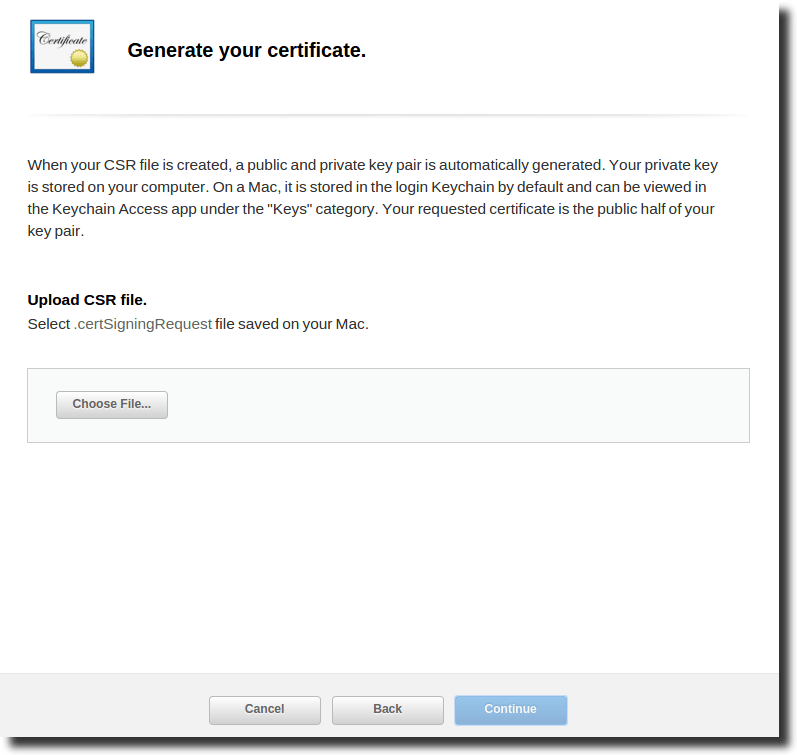 Certificate
Generate your certificate.
When your CSR file is created, a public and private key pair is automatically generated. Your private key
is stored on your computer. On a Mac, it is stored in the login Keychain by default and can be viewed in
the Keychain Access app under the "Keys" category. Your requested certificate is the public half of your
key pair.
Upload CSR file.
Select .certSigningRequest file saved on your Mac.
Choose File...
Cancel
Back
Continue